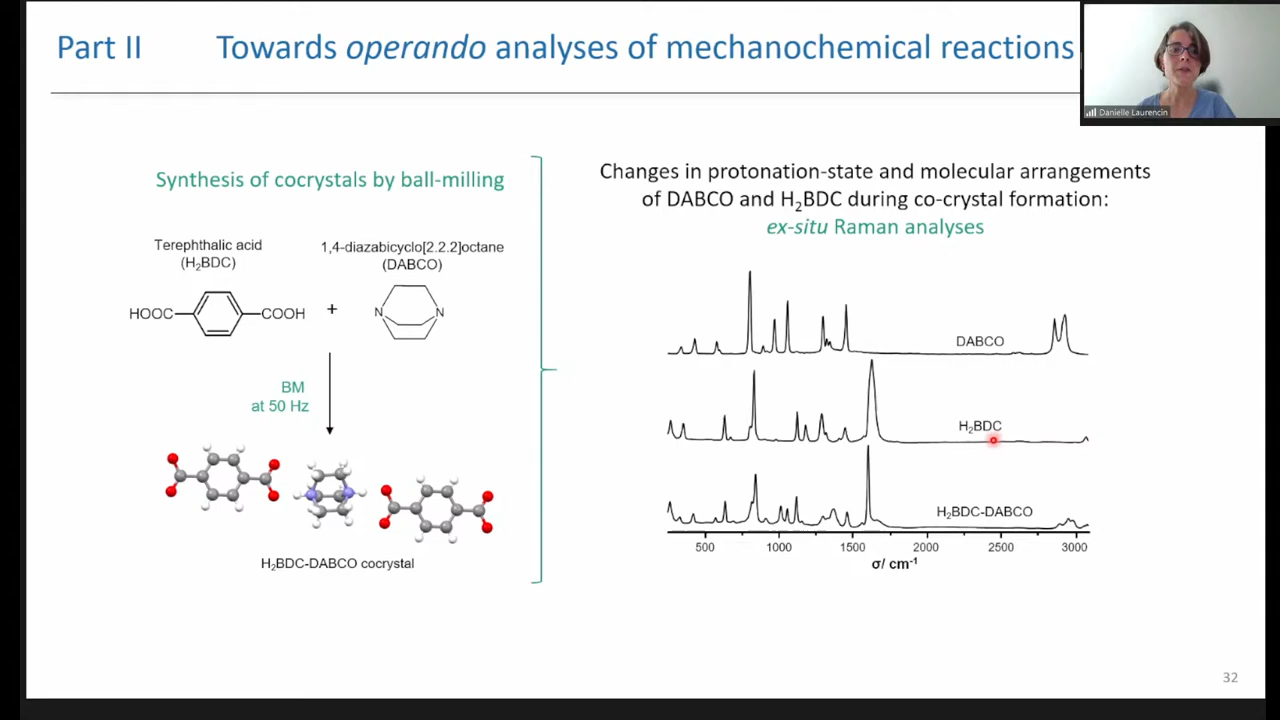 Part II Towards operando analyses of mechanochemical reactions
Danielle Laurencin
Synthesis of cocrystals by ball-milling
Terephthalic acid
(H₂BDC)
1,4-diazabicyclo[2.2.2]octane
(DABCO)
HOOC COOH + N N
BM
at 50 Hz
H₂BDC-DABCO cocrystal
Changes in protonation-state and molecular arrangements
of DABCO and H₂BDC during co-crystal formation:
ex-situ Raman analyses
DABCO
H₂BDC
H₂BDC-DABCO
500 1000 1500 2000 2500 3000
σ/ cm⁻¹
32